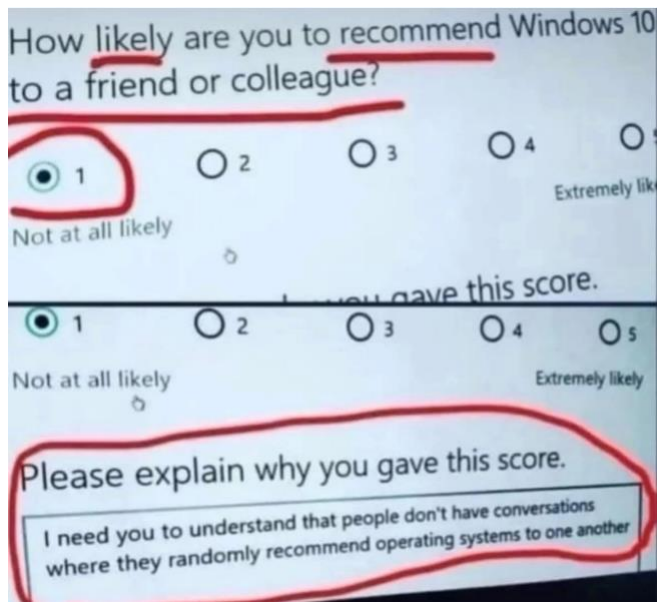 How likely are you to recommend Windows 10
to a friend or colleague?
1 2 3 4
Extremely lik
Not at all likely
you gave this score.
1 2 3 4 5
Not at all likely Extremely likely
Please explain why you gave this score.
I need you to understand that people don't have conversations
where they randomly recommend operating systems to one another